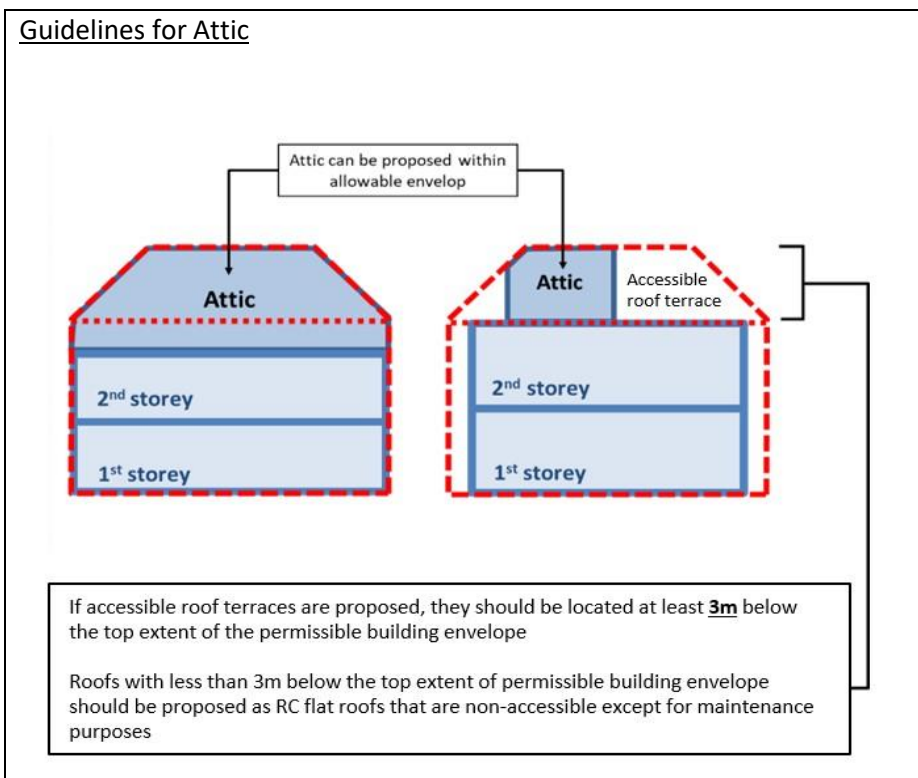 Guidelines for Attic
Attic can be proposed within
allowable envelop
Attic
2nd storey
1st storey
Attic
Accessible
roof terrace
2nd storey
1st storey
If accessible roof terraces are proposed, they should be located at least 3m below
the top extent of the permissible building envelope
Roofs with less than 3m below the top extent of permissible building envelope
should be proposed as RC flat roofs that are non-accessible except for maintenance
purposes